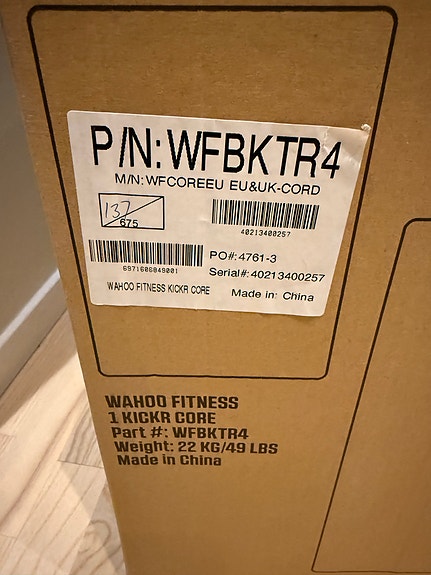 P/N:WFBKTR4
M/N:WFCOREEU EU&UK-CORD
137
675
40213400257
PO#:4761-3
6971606849001
Serial#:40213400257
WAHOO FITNESS KICKR CORE
Made in: China
WAHOO FITNESS
1 KICKR CORE
Part #: WFBKTR4
Weight: 22 KG/49 LBS
Made in China